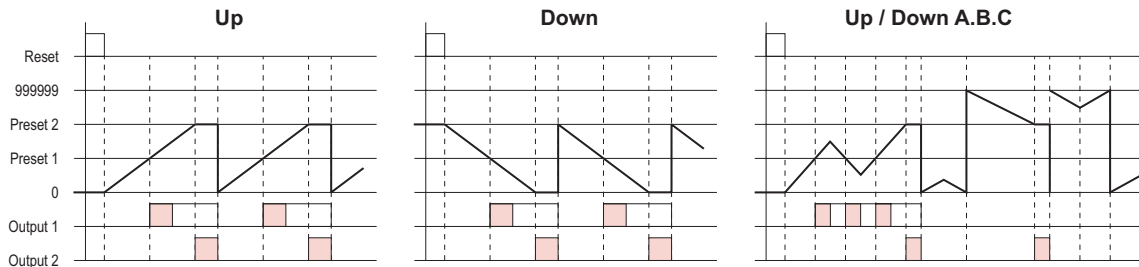 Up
Down
Up / Down A.B.C
Reset
999999
Preset 2
Preset 1
0
Output 1
Output 2